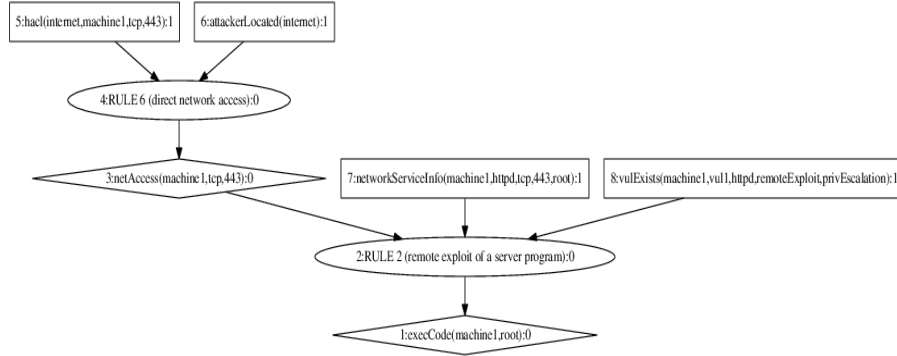 5:hacl(internet,machine1,tcp,443):1
6:attackerLocated(internet):1
4:RULE 6 (direct network access):0
3:netAccess(machine1,tcp,443):0
7:networkServiceInfo(machine1,httpd,tcp,443,root):1
8:vulExists(machine1,vul1,httpd,remoteExploit,privEscalation):1
2:RULE 2 (remote exploit of a server program):0
1:execCode(machine1,root):0